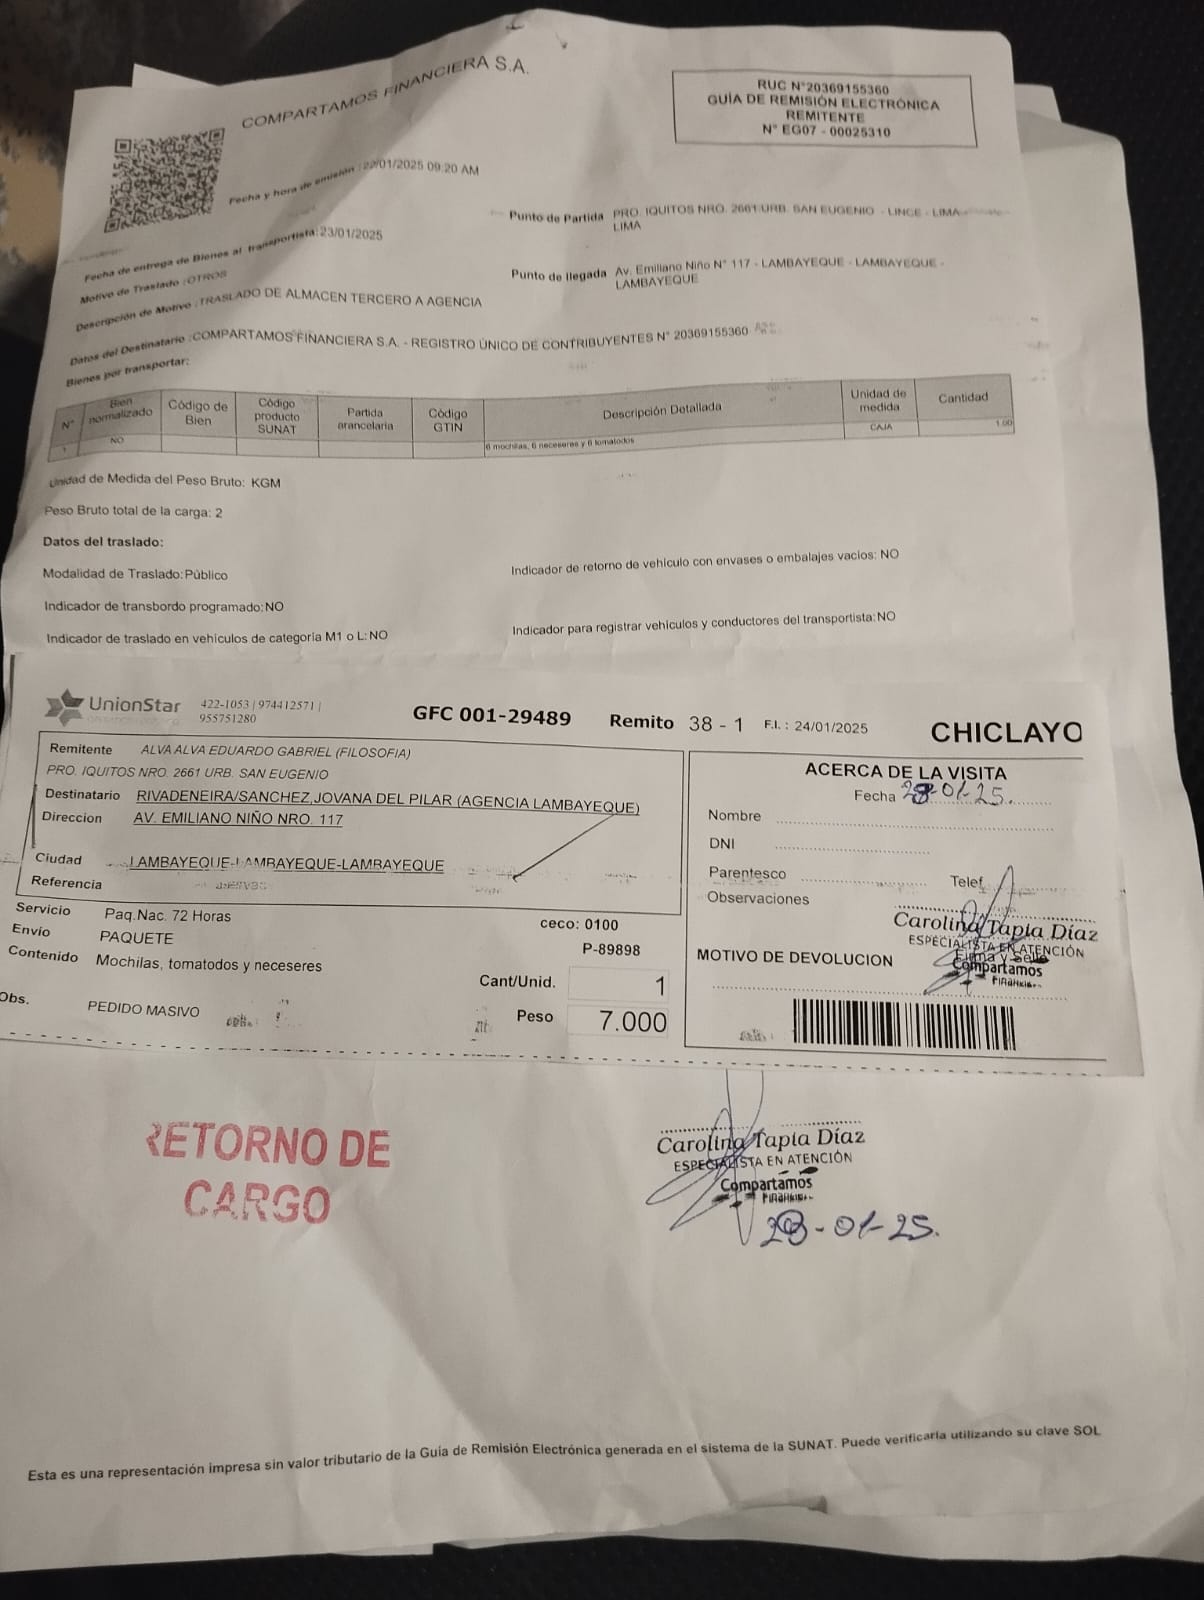 COMPARTAMOS FINANCIERA S.A.
RUC N°20369155360
GUÍA DE REMISIÓN ELECTRÓNICA
REMITENTE
N° EG07 - 00025310
Fecha y hora de emisión :22/01/2025 09:20 AM
Fecha de entrega de Bienes al transportista:23/01/2025
Motivo de Traslado :OTROS
Descripción de Motivo :TRASLADO DE ALMACEN TERCERO A AGENCIA
Punto de Partida PRO. IQUITOS NRO. 2661 URB. SAN EUGENIO - LINCE - LIMA
LIMA
Punto de llegada Av. Emiliano Niño N° 117 - LAMBAYEQUE - LAMBAYEQUE -
LAMBAYEQUE
Datos del Destinatario :COMPARTAMOS FINANCIERA S.A. - REGISTRO ÚNICO DE CONTRIBUYENTES N° 20369155360
Bienes por transportar:
N° Bien normalizado Código de Bien Código producto SUNAT Partida arancelaria Código GTIN Descripción Detallada Unidad de medida Cantidad
1 NO 6 mochilas, 6 neceseres y 6 tomatodos CAJA 1.00
Unidad de Medida del Peso Bruto: KGM
Peso Bruto total de la carga: 2
Datos del traslado:
Modalidad de Traslado:Público
Indicador de retorno de vehículo con envases o embalajes vacíos: NO
Indicador de transbordo programado:NO
Indicador de traslado en vehículos de categoría M1 o L: NO
Indicador para registrar vehículos y conductores del transportista:NO
UnionStar
422-1053 | 974412571 |
955751280
GFC 001-29489 Remito 38 - 1 F.I. : 24/01/2025 CHICLAYO
Remitente ALVA ALVA EDUARDO GABRIEL (FILOSOFIA)
PRO. IQUITOS NRO. 2661 URB. SAN EUGENIO
Destinatario RIVADENEIRA/SANCHEZ,JOVANA DEL PILAR (AGENCIA LAMBAYEQUE)
Direccion AV. EMILIANO NIÑO NRO. 117
Ciudad LAMBAYEQUE-LAMBAYEQUE-LAMBAYEQUE
Referencia
Servicio Paq.Nac. 72 Horas
Envío PAQUETE
Contenido Mochilas, tomatodos y neceseres
Obs. PEDIDO MASIVO
ceco: 0100
P-89898
Cant/Unid. 1
Peso 7.000
ACERCA DE LA VISITA
Fecha 28-01-25.
Nombre
DNI
Parentesco Telef
Observaciones
Carolina Tapia Díaz
ESPECIALISTA EN ATENCIÓN
Firma y Sello
Compartamos
MOTIVO DE DEVOLUCION
RETORNO DE
CARGO
Carolina Tapia Díaz
ESPECIALISTA EN ATENCIÓN
Compartamos
28-01-25.
Esta es una representación impresa sin valor tributario de la Guía de Remisión Electrónica generada en el sistema de la SUNAT. Puede verificarla utilizando su clave SOL